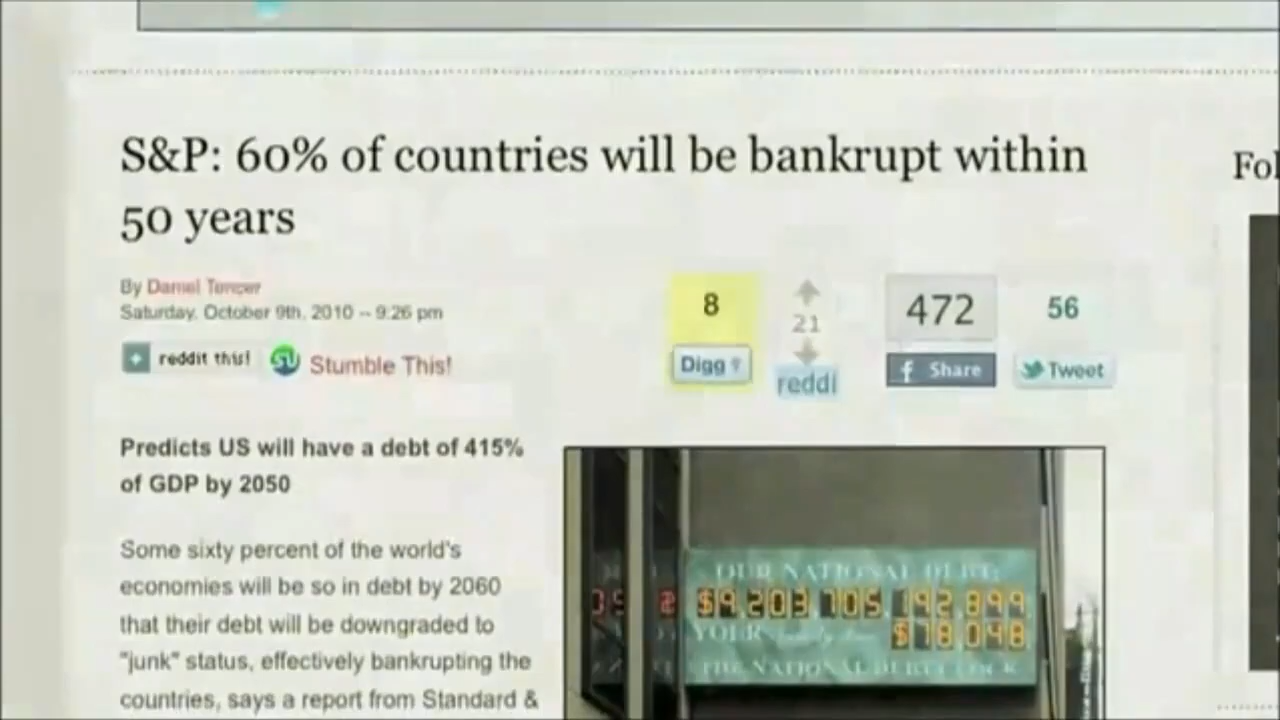 S&P: 60% of countries will be bankrupt within
50 years
Fol
By Daniel Tencer
Saturday, October 9th, 2010 -- 9:26 pm
reddit this! Stumble This!
8
Digg
21
reddi
472
f Share
56
Tweet
Predicts US will have a debt of 415%
of GDP by 2050
Some sixty percent of the world's
economies will be so in debt by 2060
that their debt will be downgraded to
"junk" status, effectively bankrupting the
countries, says a report from Standard &
OUR NATIONAL DEBT:
$9,203,705,192,899
YOUR $78,048
THE NATIONAL DEBT CLOCK